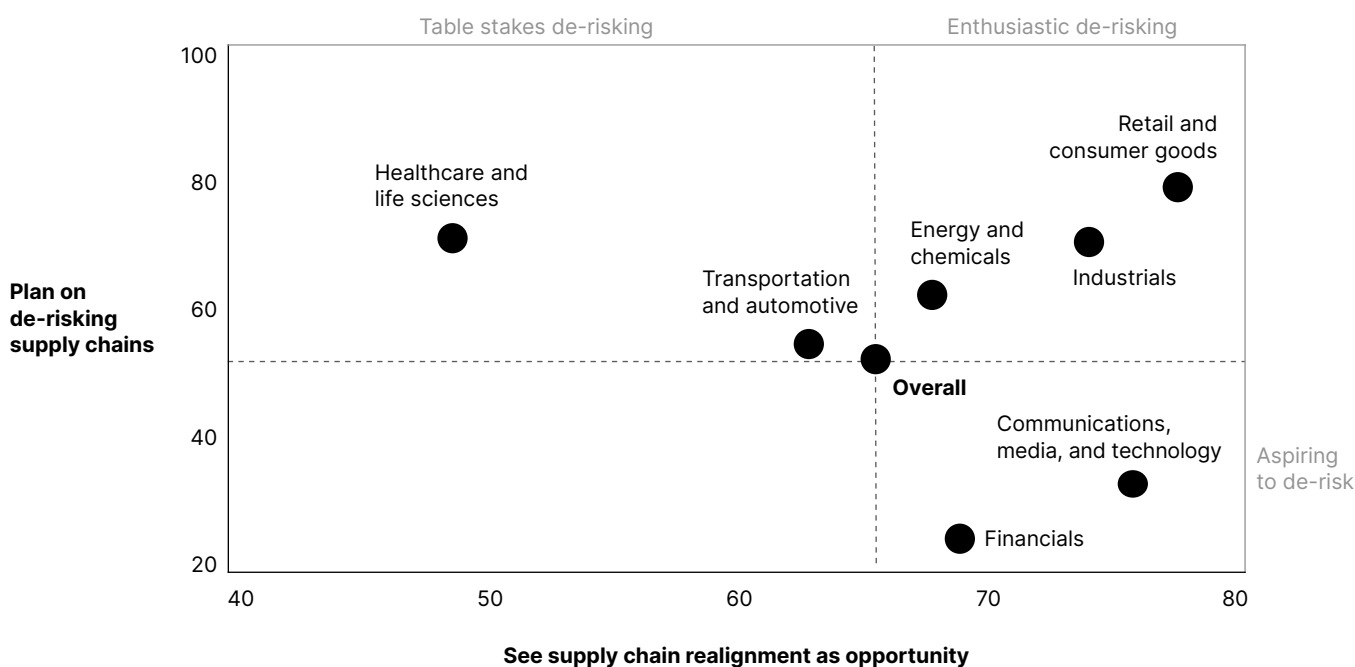 Table stakes de-risking
Enthusiastic de-risking
100
80
60
40
20
Plan on
de-risking
supply chains
Retail and
consumer goods
Healthcare and
life sciences
Energy and
chemicals
Industrials
Transportation
and automotive
Overall
Communications,
media, and technology
Aspiring
to de-risk
Financials
40
50
60
70
80
See supply chain realignment as opportunity